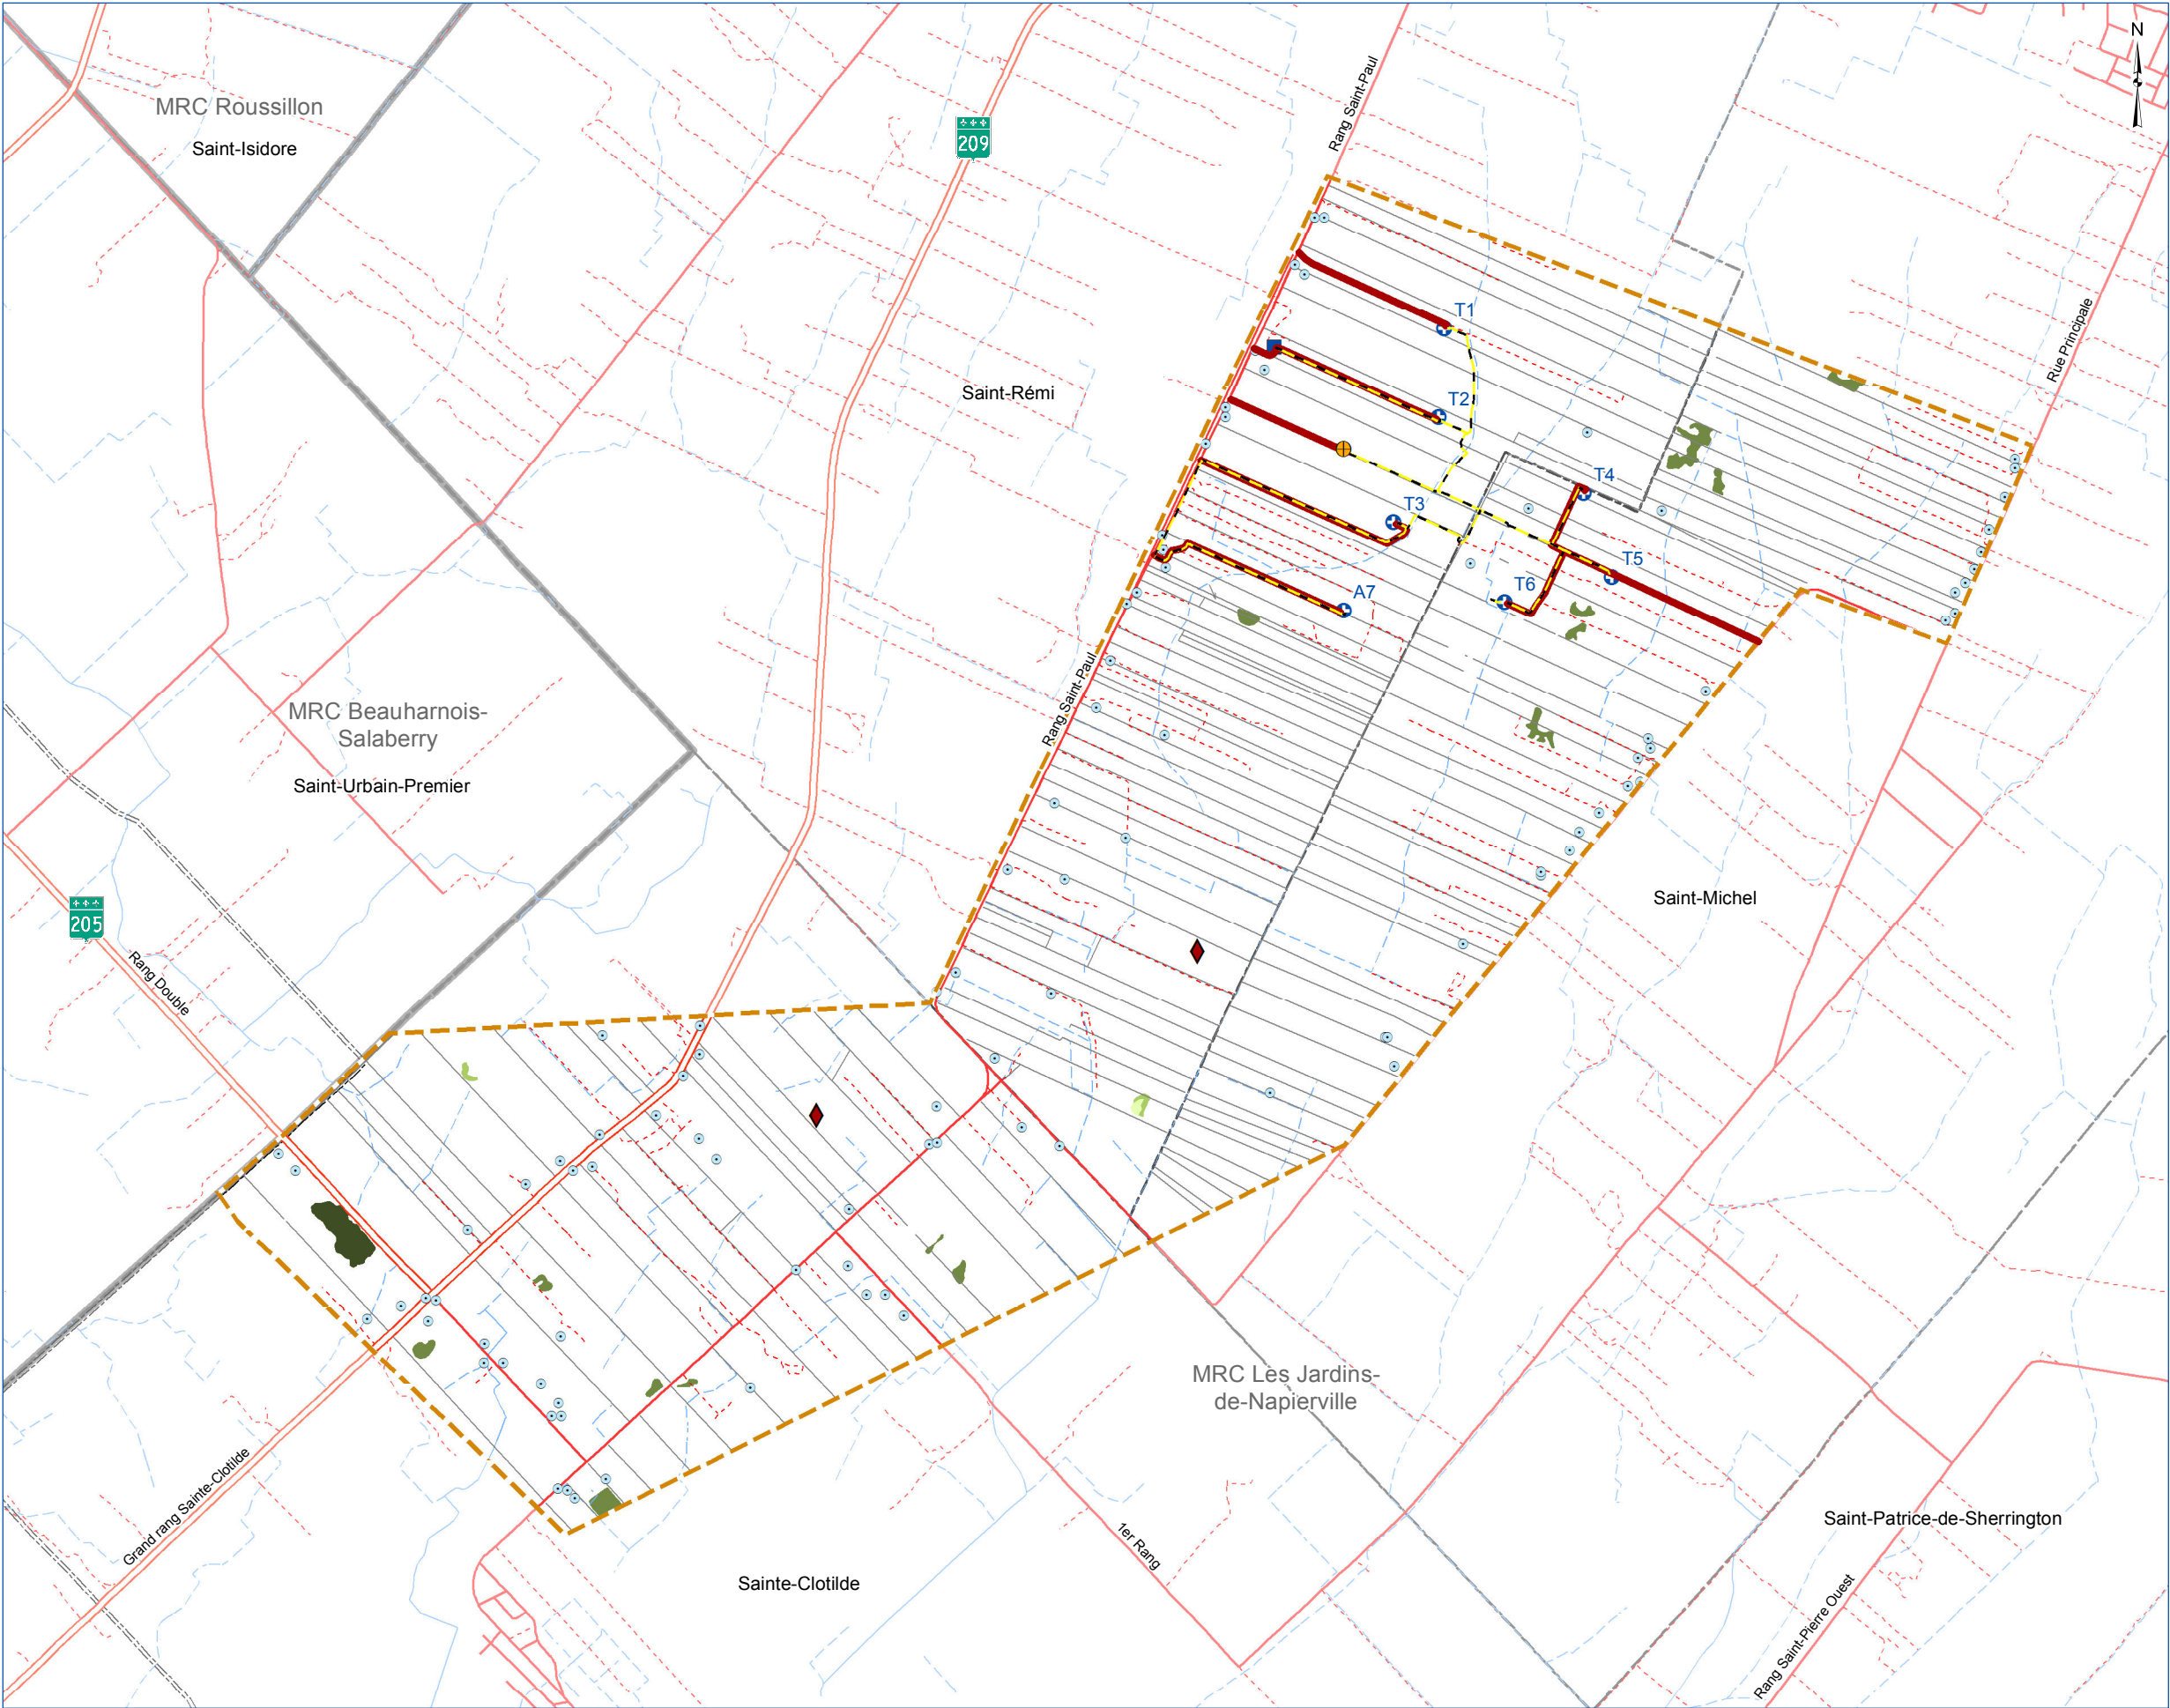 N
MRC Roussillon
Saint-Isidore
209
Rang Saint-Paul
Rue Principale
T1
Saint-Rémi
T2
T4
T3
T5
T6
A7
Rang Saint-Paul
MRC Beauharnois-
Salaberry
Saint-Urbain-Premier
Saint-Michel
205
Rang Double
MRC Les Jardins-
de-Napierville
Grand rang Sainte-Clotilde
Saint-Patrice-de-Sherrington
1er Rang
Sainte-Clotilde
Rang Saint-Pierre Ouest